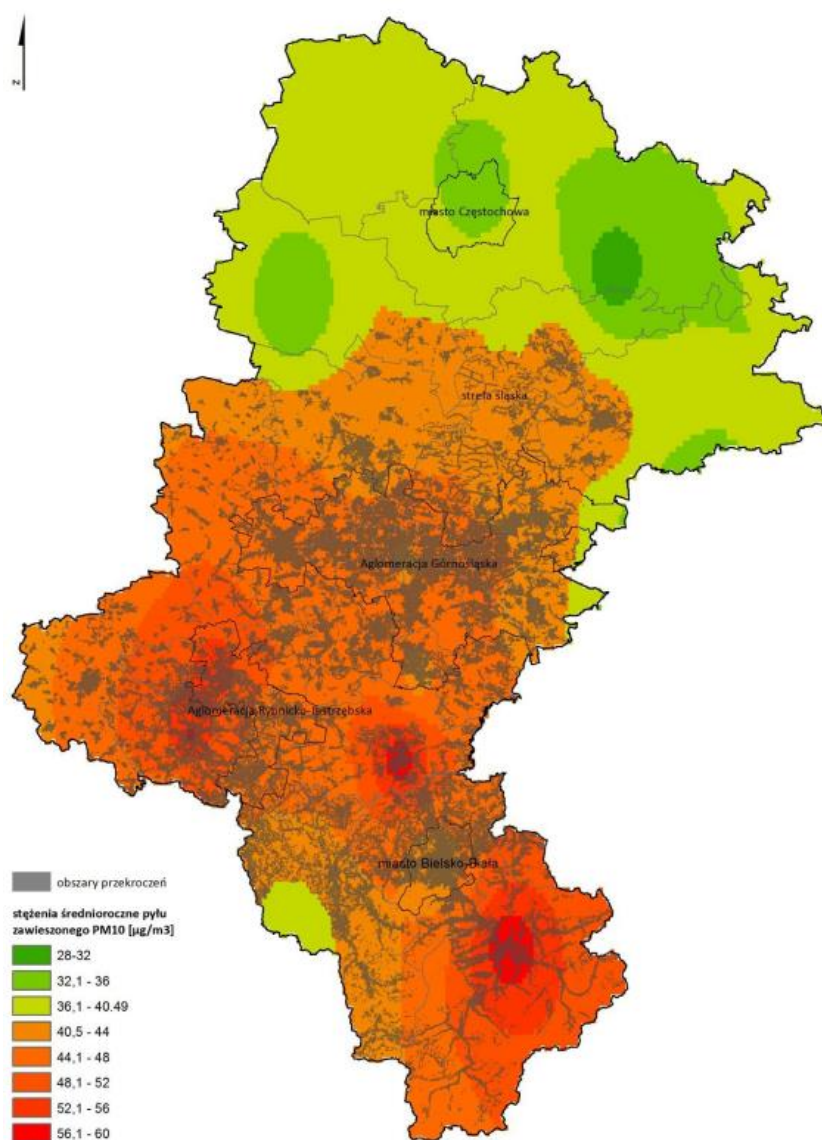 N
miasto Częstochowa
strefa śląska
Aglomeracja Górnośląska
Aglomeracja Rybnicko-Jastrzębska
miasto Bielsko-Biała
obszary przekroczeń
stężenia średnioroczne pyłu
zawieszonego PM10 [µg/m3]
28-32
32,1 - 36
36,1 - 40.49
40,5 - 44
44,1 - 48
48,1 - 52
52,1 - 56
56,1 - 60